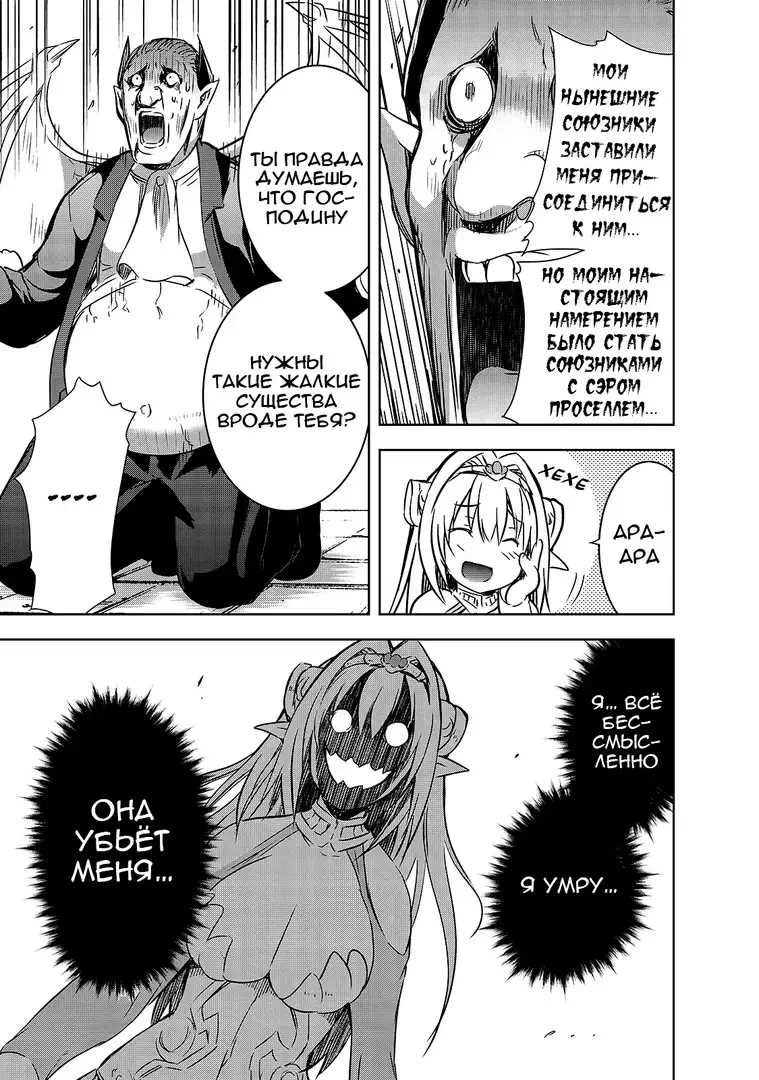 МОИ
НЫНЕШНИЕ
СОЮЗНИКИ
ЗАСТАВИЛИ
МЕНЯ ПРИ-
СОЕДИНИТЬСЯ
К НИМ...
НО МОИМ НА-
СТОЯЩИМ
НАМЕРЕНИЕМ
БЫЛО СТАТЬ
СОЮЗНИКАМИ
С СЭРОМ
ПРОСЕЛЛЕМ...
ТЫ ПРАВДА
ДУМАЕШЬ,
ЧТО ГОС-
ПОДИНУ
НУЖНЫ
ТАКИЕ ЖАЛКИЕ
СУЩЕСТВА
ВРОДЕ ТЕБЯ?
....
ХЕХЕ
АРА-
АРА
Я... ВСЁ
БЕС-
СМЫС-
ЛЕННО
Я УМРУ...
ОНА
УБЬЁТ
МЕНЯ...